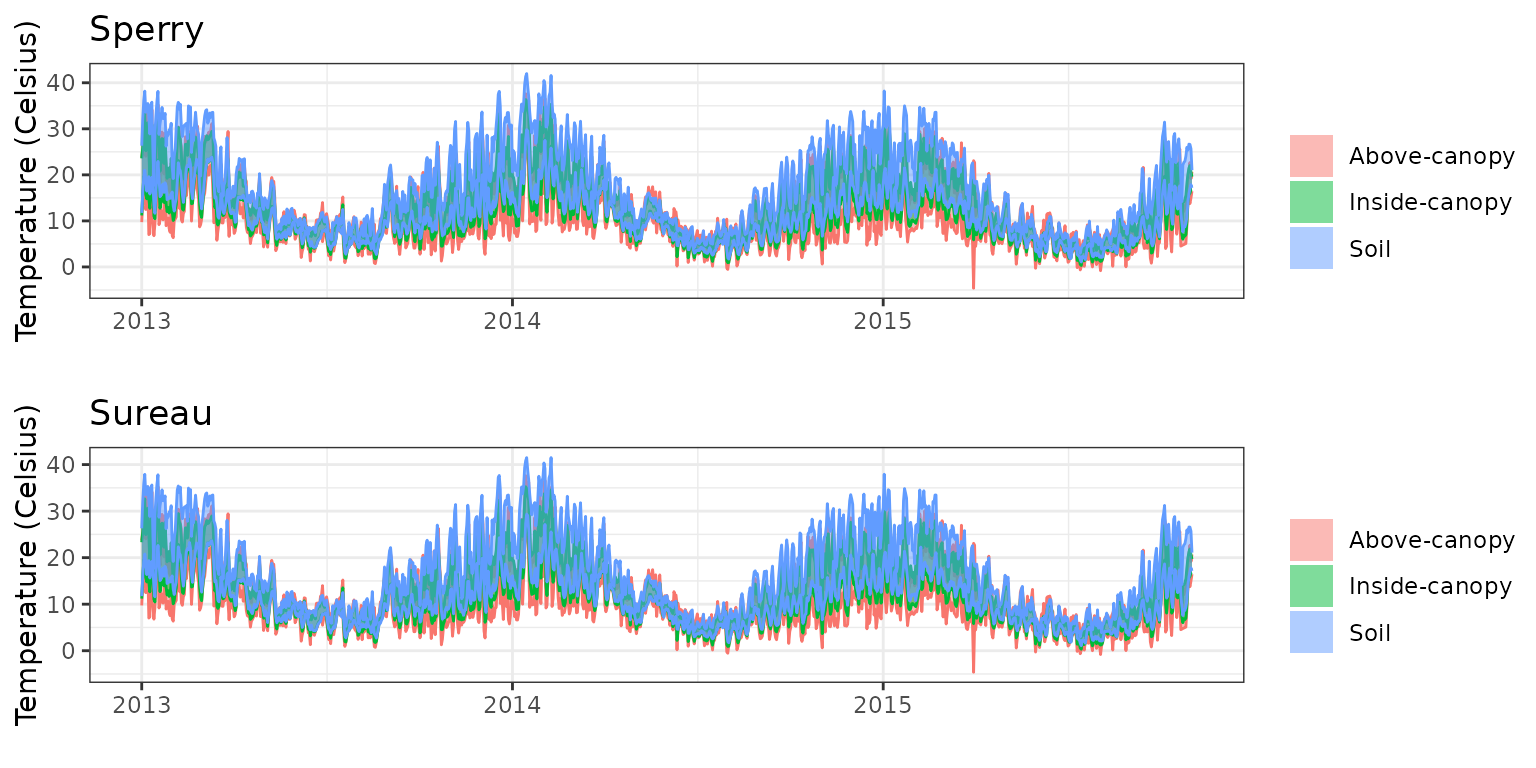 Sperry
Temperature (Celsius)
40
30
20
10
0
2013 2014 2015
Above-canopy
Inside-canopy
Soil
Sureau
Temperature (Celsius)
40
30
20
10
0
2013 2014 2015
Above-canopy
Inside-canopy
Soil